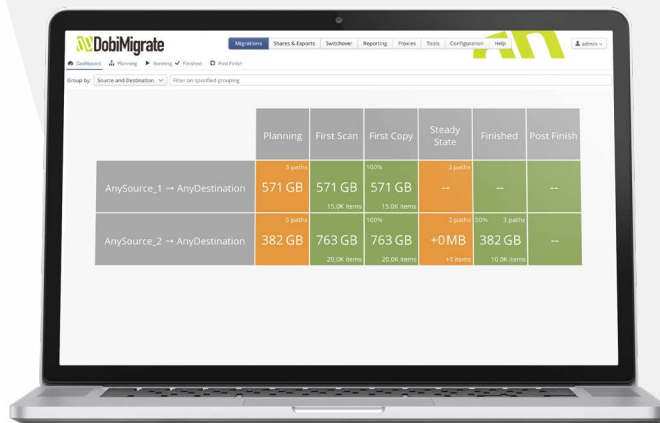 DobiMigrate
Migrations Shares & Exports Switchover Reporting Proxies Tools Configuration Help
admin
Dashboard Planning Running Finished Post Finish
Group by: Source and Destination Filter on specified grouping
Planning First Scan First Copy Steady State Finished Post Finish
3 paths 100% 3 paths
AnySource_1 → AnyDestination 571 GB 571 GB 571 GB -- -- --
15.0K items 15.0K items
100% 2 paths 50% 3 paths
AnySource_2 → AnyDestination 382 GB 763 GB 763 GB +0MB 382 GB --
20.0K items 20.0K items +0 items 10.0K items